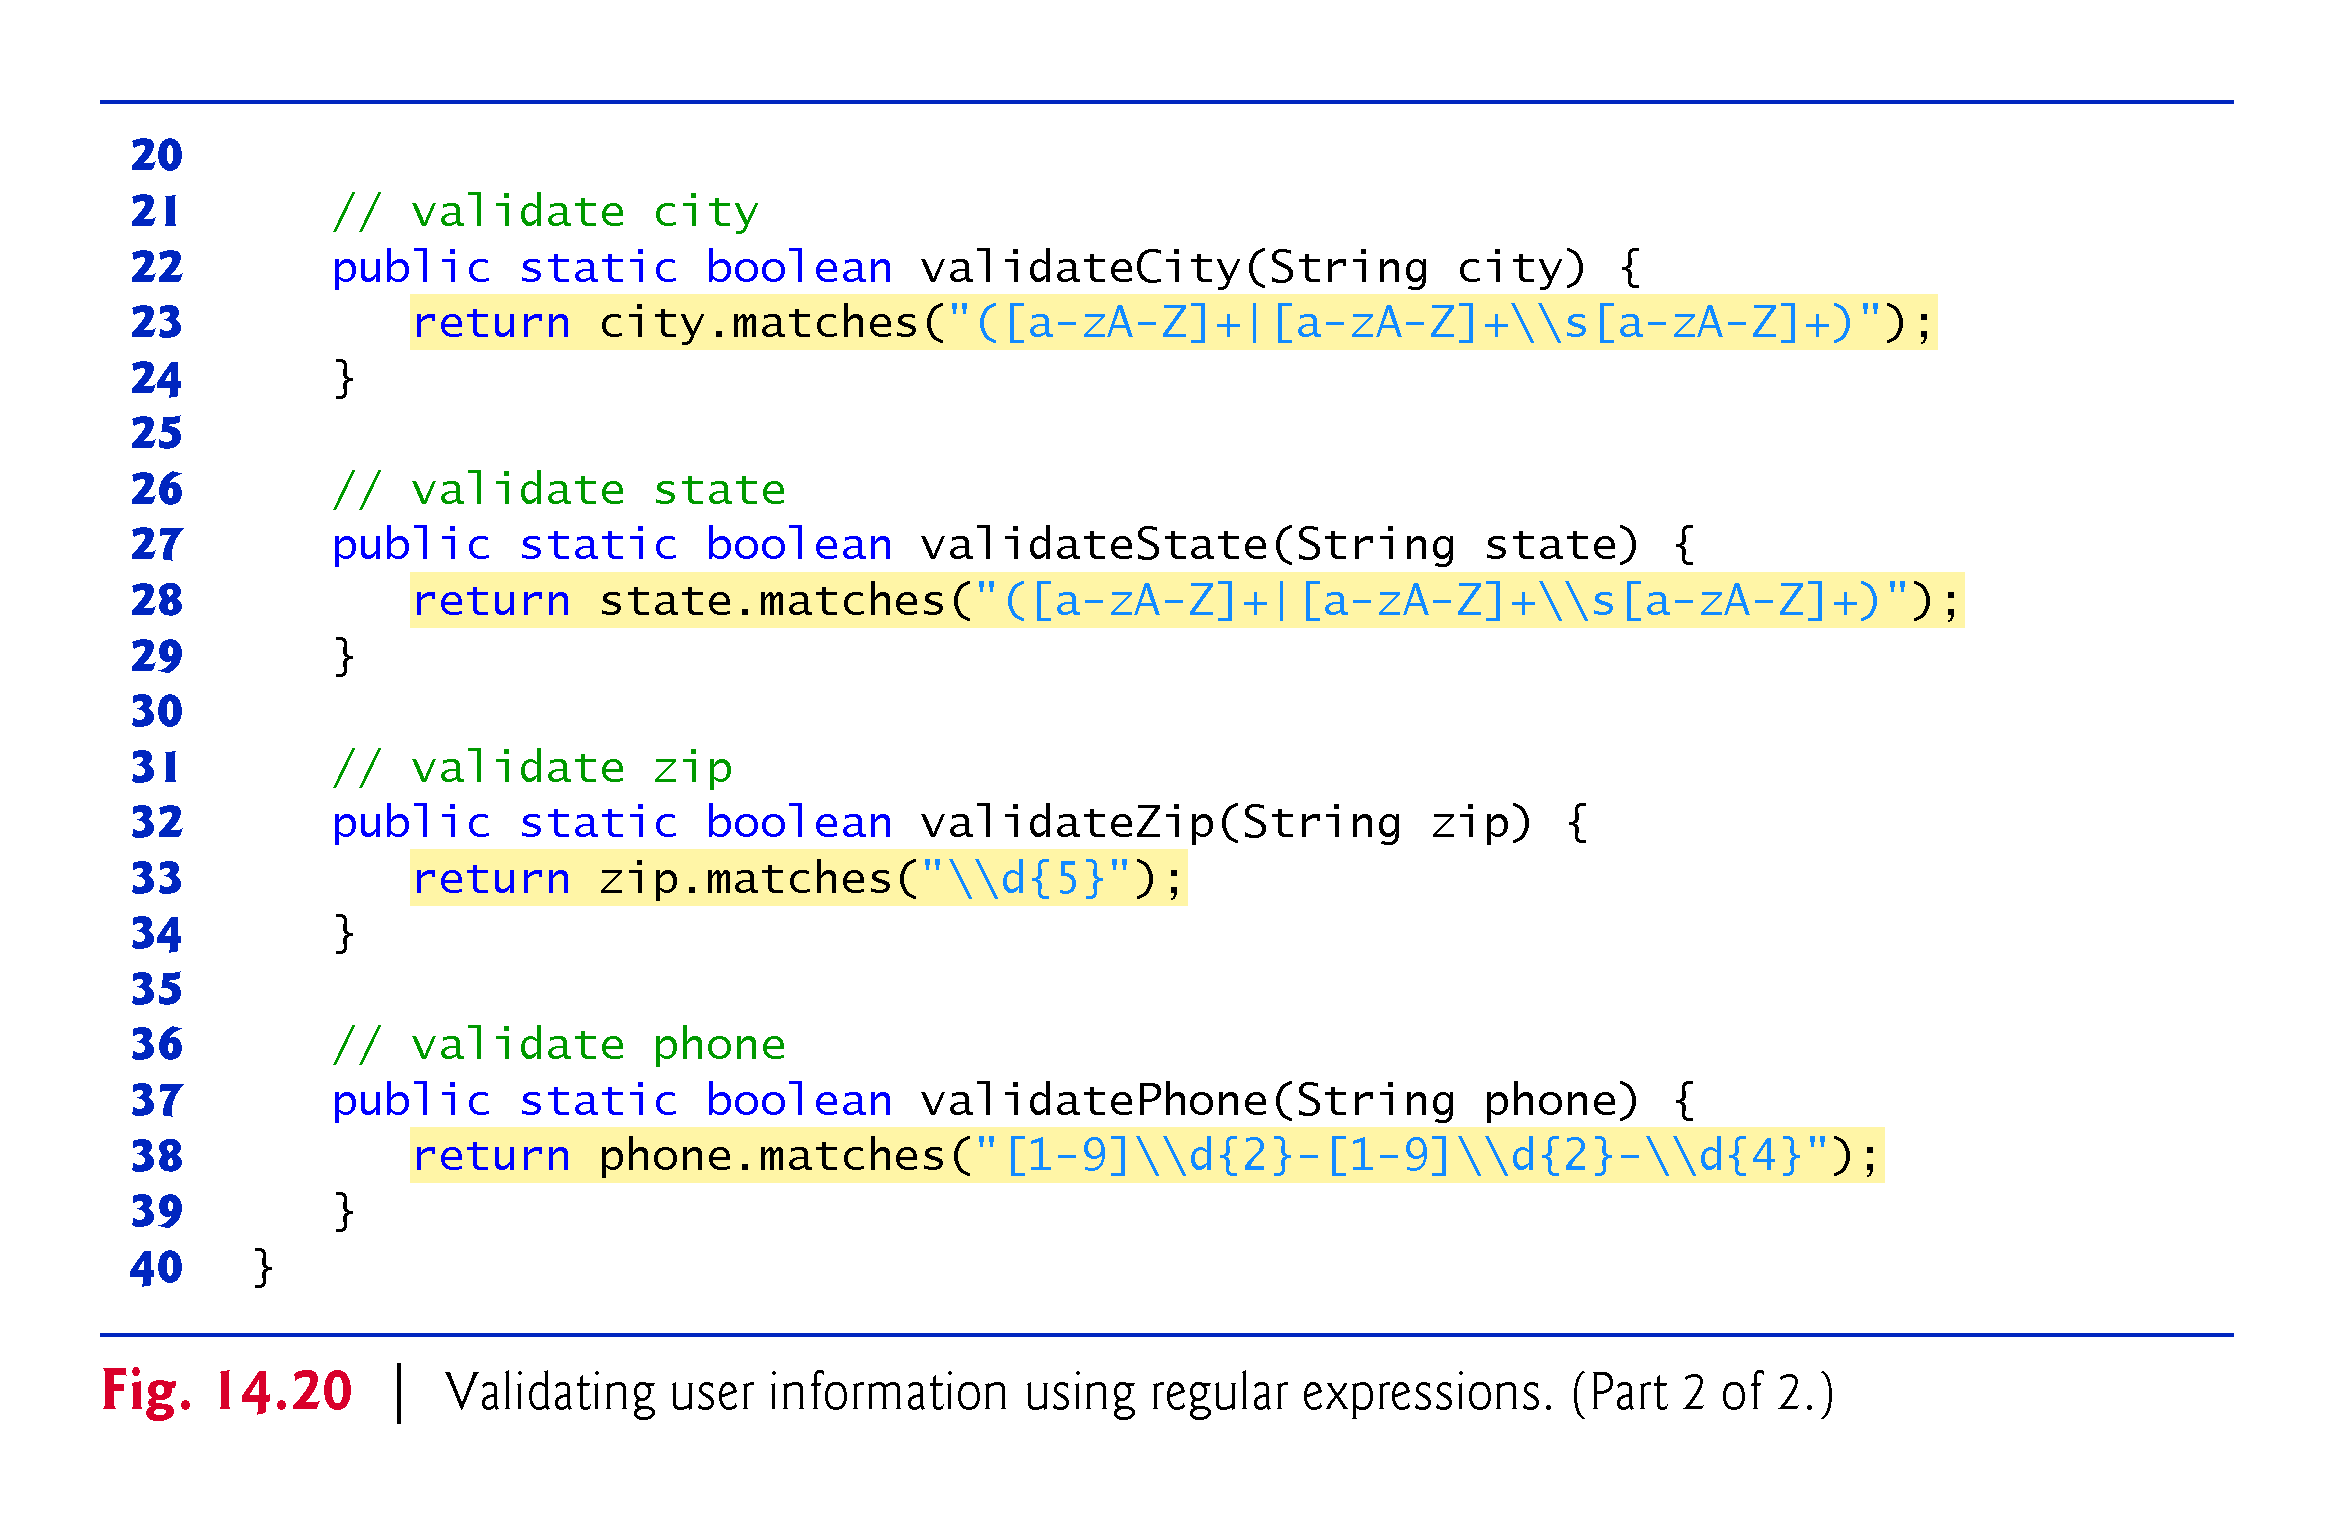 20
21 // validate city
22 public static boolean validateCity(String city) {
23 return city.matches("([a-zA-Z]+|[a-zA-Z]+\\s[a-zA-Z]+)");
24 }
25
26 // validate state
27 public static boolean validateState(String state) {
28 return state.matches("([a-zA-Z]+|[a-zA-Z]+\\s[a-zA-Z]+)");
29 }
30
31 // validate zip
32 public static boolean validateZip(String zip) {
33 return zip.matches("\\d{5}");
34 }
35
36 // validate phone
37 public static boolean validatePhone(String phone) {
38 return phone.matches("[1-9]\\d{2}-[1-9]\\d{2}-\\d{4}");
39 }
40 }
Fig. 14.20 | Validating user information using regular expressions. (Part 2 of 2.)